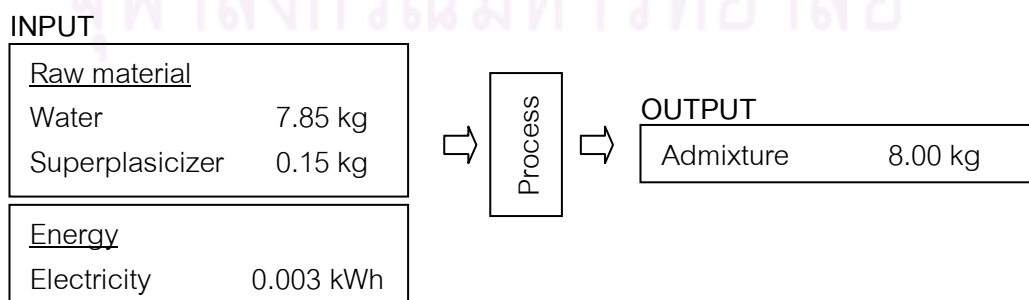 INPUT
Raw material
Water 7.85 kg
Superplasicizer 0.15 kg
Energy
Electricity 0.003 kWh
Process
OUTPUT
Admixture 8.00 kg